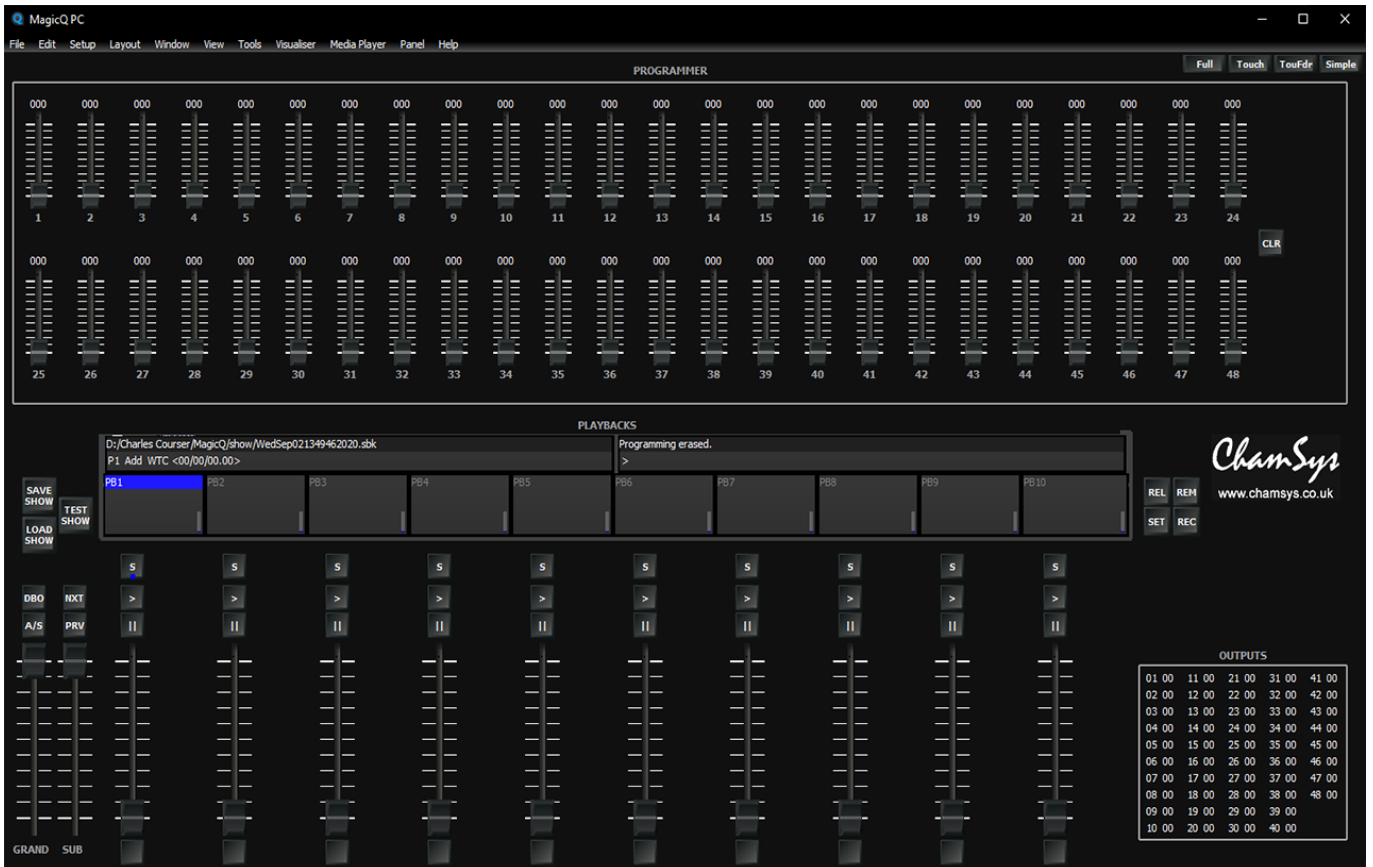 MagicQ PC
File Edit Setup Layout Window View Tools Visualiser Media Player Panel Help
PROGRAMMER
Full Touch TouFdr Simple
000 000 000 000 000 000 000 000 000 000 000 000 000 000 000 000 000 000 000 000 000 000 000 000
1 2 3 4 5 6 7 8 9 10 11 12 13 14 15 16 17 18 19 20 21 22 23 24
CLR
000 000 000 000 000 000 000 000 000 000 000 000 000 000 000 000 000 000 000 000 000 000 000 000
25 26 27 28 29 30 31 32 33 34 35 36 37 38 39 40 41 42 43 44 45 46 47 48
PLAYBACKS
D:/Charles Courser/MagicQ/show/WedSep021349462020.sbk
Programming erased.
P1 Add WTC <00/00/00.00>
>
ChamSys
www.chamsys.co.uk
SAVE
SHOW
TEST
SHOW
LOAD
SHOW
PB1 PB2 PB3 PB4 PB5 PB6 PB7 PB8 PB9 PB10
REL REM
SET REC
S S S S S S S S S S
DBO NXT
> > > > > > > > > >
A/S PRV
II II II II II II II II II II
OUTPUTS
01 00 11 00 21 00 31 00 41 00
02 00 12 00 22 00 32 00 42 00
03 00 13 00 23 00 33 00 43 00
04 00 14 00 24 00 34 00 44 00
05 00 15 00 25 00 35 00 45 00
06 00 16 00 26 00 36 00 46 00
07 00 17 00 27 00 37 00 47 00
08 00 18 00 28 00 38 00 48 00
09 00 19 00 29 00 39 00
10 00 20 00 30 00 40 00
GRAND SUB